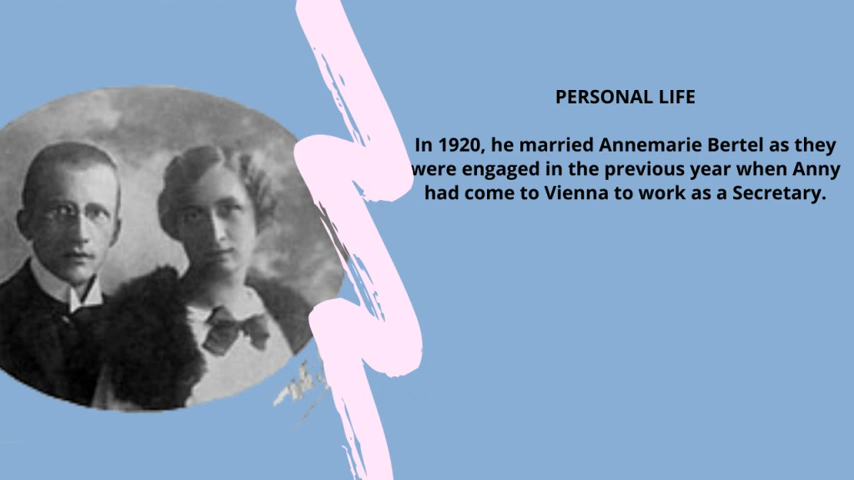 PERSONAL LIFE
In 1920, he married Annemarie Bertel as they
were engaged in the previous year when Anny
had come to Vienna to work as a Secretary.